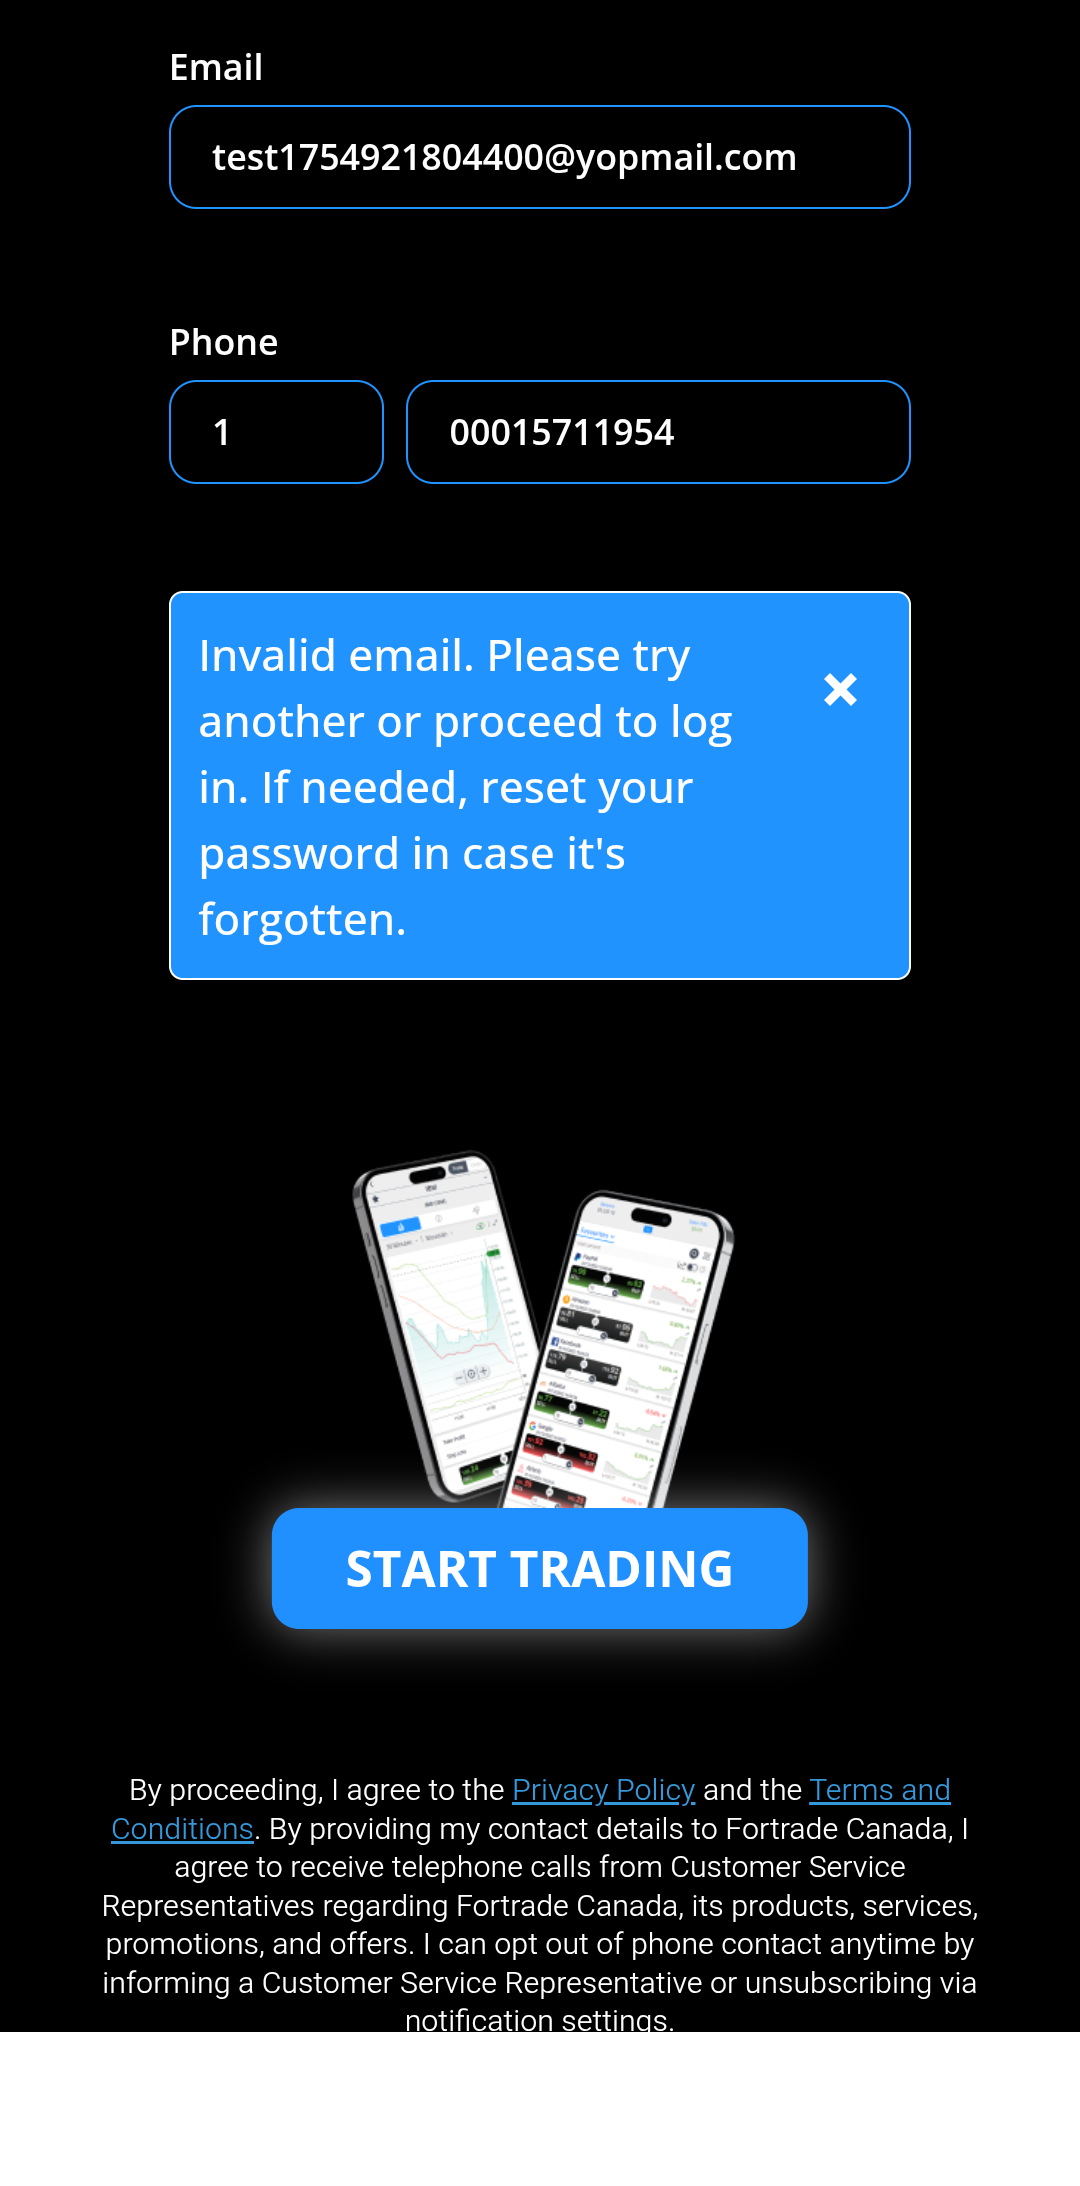 Email
test1754921804400@yopmail.com
Phone
1
00015711954
Invalid email. Please try
another or proceed to log
in. If needed, reset your
password in case it's
forgotten.
START TRADING
By proceeding, I agree to the Privacy Policy and the Terms and
Conditions. By providing my contact details to Fortrade Canada, I
agree to receive telephone calls from Customer Service
Representatives regarding Fortrade Canada, its products, services,
promotions, and offers. I can opt out of phone contact anytime by
informing a Customer Service Representative or unsubscribing via
notification settings.